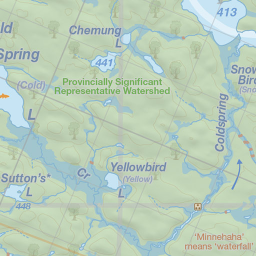 Chemung
L
413
ld
Spring
441
(Cold)
Snow
Bird
(Sno
Provincially Significant
Representative Watershed
L
Coldspring
Yellowbird
(Yellow)
L
Cr
Sutton's*
L
448
'Minnehaha'
means 'waterfall'